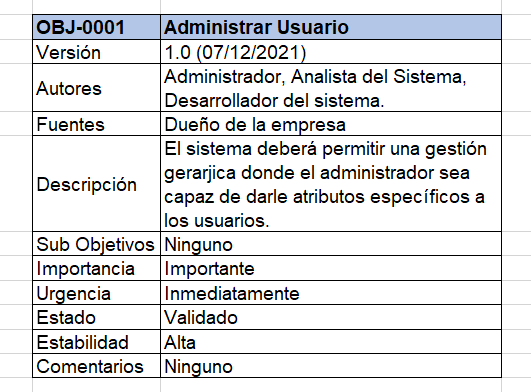 OBJ-0001 Administrar Usuario
Versión 1.0 (07/12/2021)
Autores Administrador, Analista del Sistema,
Desarrollador del sistema.
Fuentes Dueño de la empresa
Descripción El sistema deberá permitir una gestión
gerarjica donde el administrador sea
capaz de darle atributos específicos a
los usuarios.
Sub Objetivos Ninguno
Importancia Importante
Urgencia Inmediatamente
Estado Validado
Estabilidad Alta
Comentarios Ninguno